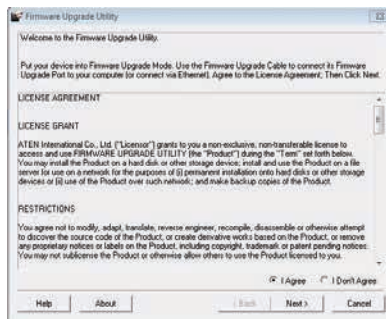 Firmware Upgrade Utility
Welcome to the Firmware Upgrade Utility.
Put your device into Firmware Upgrade Mode. Use the Firmware Upgrade Cable to connect its Firmware
Upgrade Port to your computer (or connect via Ethernet). Agree to the License Agreement; Then Click Next.
LICENSE AGREEMENT
LICENSE GRANT
ATEN International Co., Ltd. ("Licensor") grants to you a non-exclusive, non-transferable license to
access and use FIRMWARE UPGRADE UTILITY (the "Product") during the "Term" set forth below.
You may install the Product on a hard disk or other storage device; install and use the Product on a file
server for use on a network for the purposes of (i) permanent installation onto hard disks or other storage
devices or (ii) use of the Product over such network; and make backup copies of the Product.
RESTRICTIONS
You agree not to modify, adapt, translate, reverse engineer, recompile, disassemble or otherwise attempt
to discover the source code of the Product, or create derivative works based on the Product, or remove
any proprietary notices or labels on the Product, including copyright, trademark or patent pending notices.
You may not sublicense the Product or otherwise allow others to use the Product licensed to you.
I Agree I Don't Agree
Help About < Back Next > Cancel